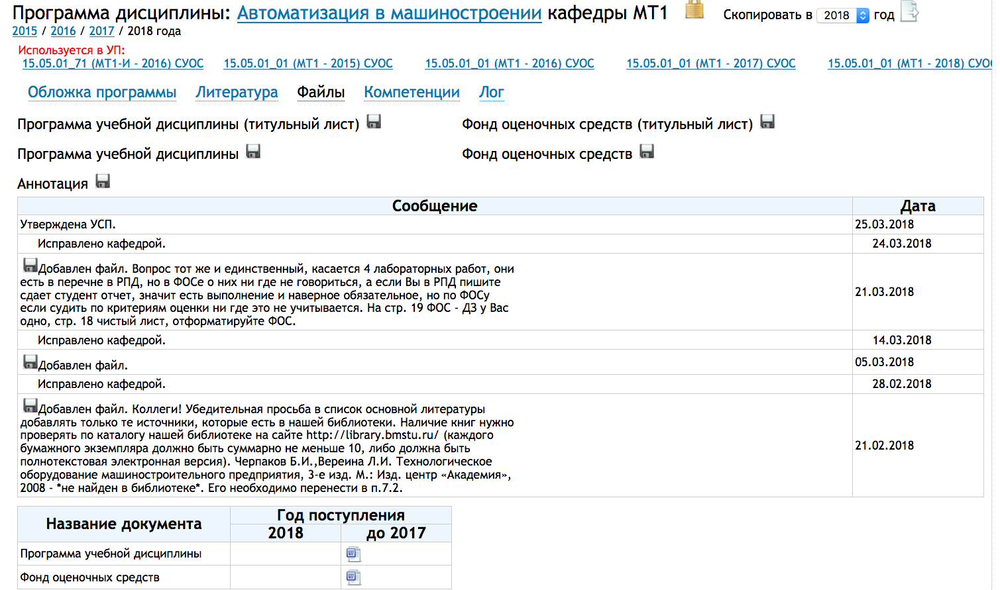 Программа дисциплины: Автоматизация в машиностроении кафедры МТ1 Скопировать в 2018 год
2015 / 2016 / 2017 / 2018 года
Используется в УП:
15.05.01_71 (МТ1-И - 2016) СУОС 15.05.01_01 (МТ1 - 2015) СУОС 15.05.01_01 (МТ1 - 2016) СУОС 15.05.01_01 (МТ1 - 2017) СУОС 15.05.01_01 (МТ1 - 2018) СУО
Обложка программы Литература Файлы Компетенции Лог
Программа учебной дисциплины (титульный лист) Фонд оценочных средств (титульный лист)
Программа учебной дисциплины Фонд оценочных средств
Аннотация
Сообщение Дата
Утверждена УСП. 25.03.2018
Исправлено кафедрой. 24.03.2018
Добавлен файл. Вопрос тот же и единственный, касается 4 лабораторных работ, они
есть в перечне в РПД, но в ФОСе о них ни где не говориться, а если Вы в РПД пишите
сдает студент отчет, значит есть выполнение и наверное обязательное, но по ФОСу
если судить по критериям оценки ни где это не учитывается. На стр. 19 ФОС - ДЗ у Вас
одно, стр. 18 чистый лист, отформатируйте ФОС.
21.03.2018
Исправлено кафедрой. 14.03.2018
Добавлен файл. 05.03.2018
Исправлено кафедрой. 28.02.2018
Добавлен файл. Коллеги! Убедительная просьба в список основной литературы
добавлять только те источники, которые есть в нашей библиотеки. Наличие книг нужно
проверять по каталогу нашей библиотеке на сайте http://library.bmstu.ru/ (каждого
бумажного экземпляра должно быть суммарно не меньше 10, либо должна быть
полнотекстовая электронная версия). Черпаков Б.И.,Вереина Л.И. Технологическое
оборудование машиностроительного предприятия, 3-е изд. М.: Изд. центр «Академия»,
2008 - *не найден в библиотеке*. Его необходимо перенести в п.7.2.
21.02.2018
Название документа Год поступления
2018 до 2017
Программа учебной дисциплины
Фонд оценочных средств